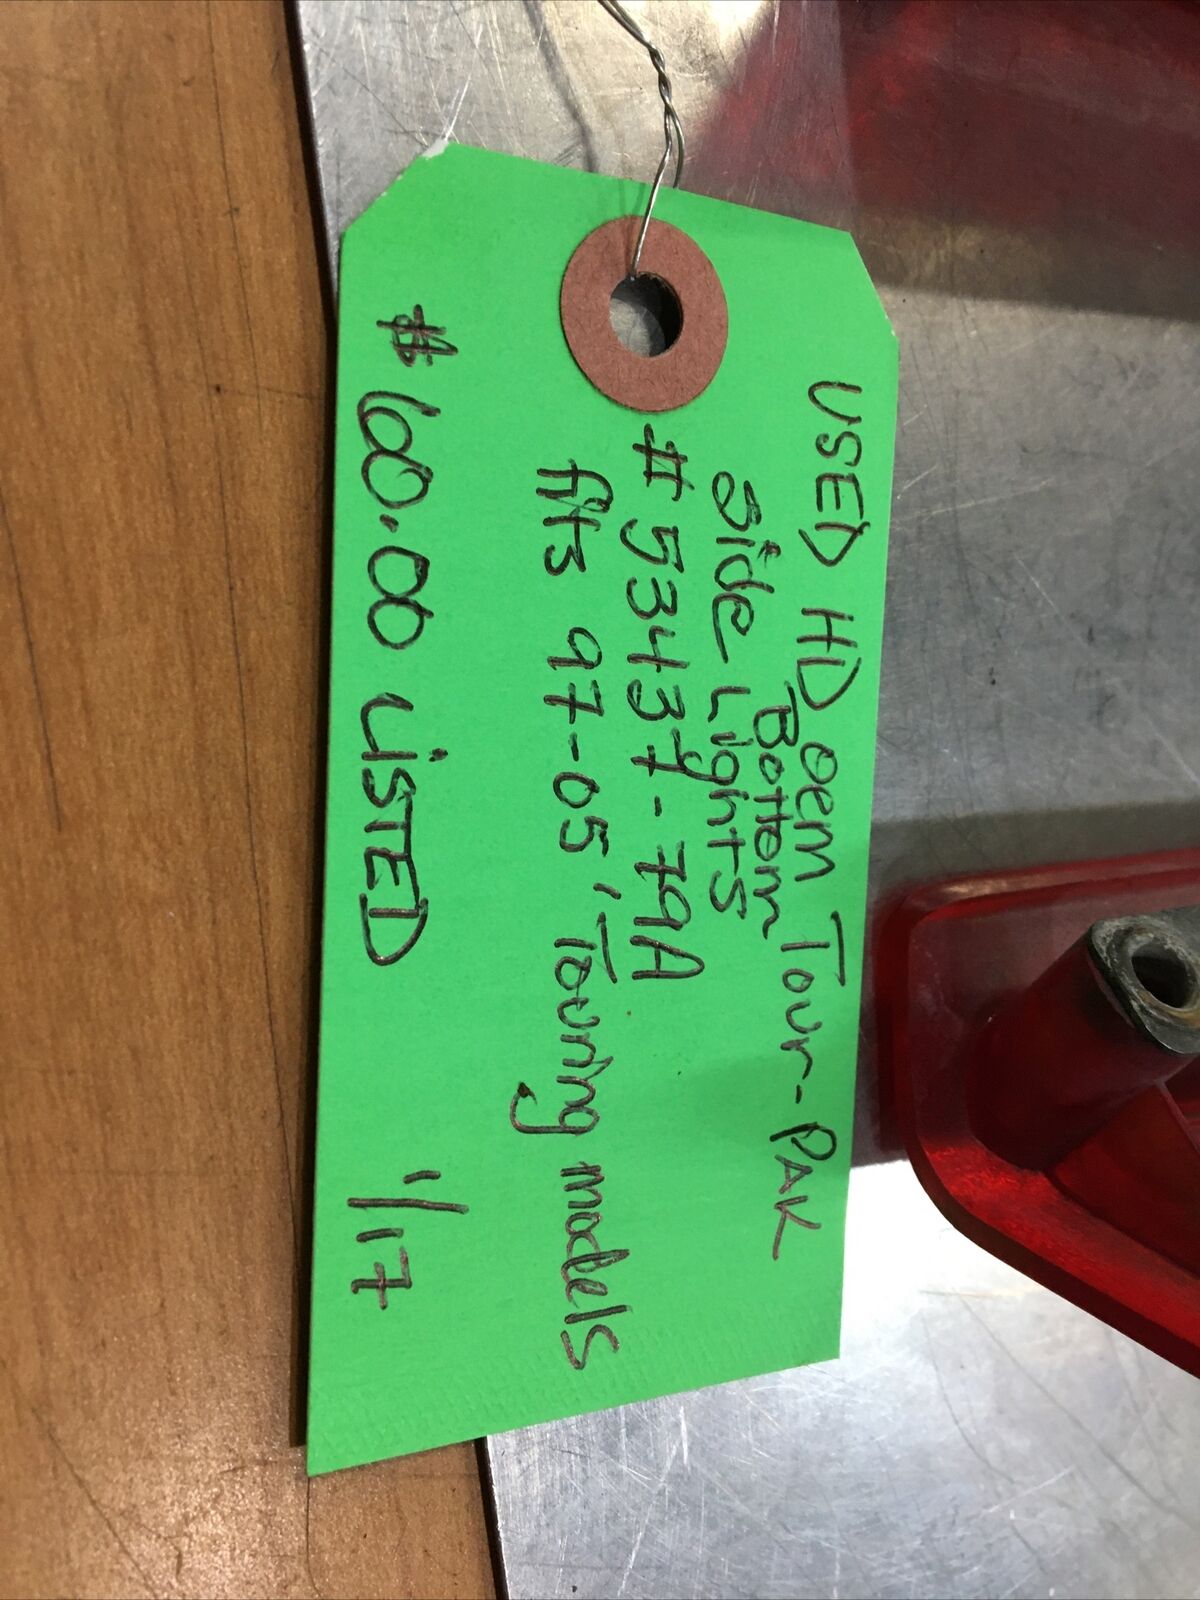 USED HD oem Tour-PAK
Bottom
Side Lights
# 53437-79A
fits 97-05' Touring models
$60.00 LISTED 1/17